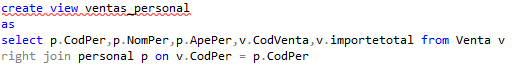 create view ventas_personal
as
select p.CodPer,p.NomPer,p.ApePer,v.CodVenta,v.importetotal from Venta v
right join personal p on v.CodPer = p.CodPer